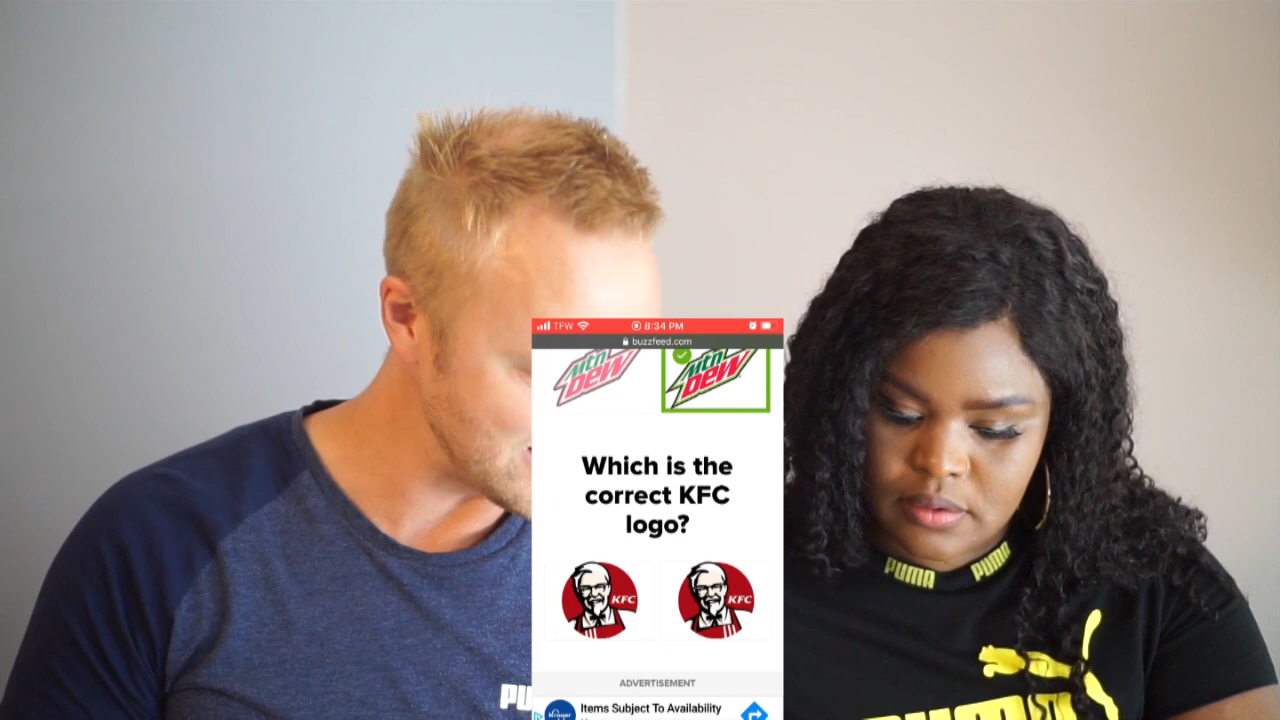 TFW
8:34 PM
buzzfeed.com
Mtn
DEW
Mtn
DEW
Which is the
correct KFC
logo?
KFC
KFC
ADVERTISEMENT
Items Subject To Availability
PUMA
PUMA
PU